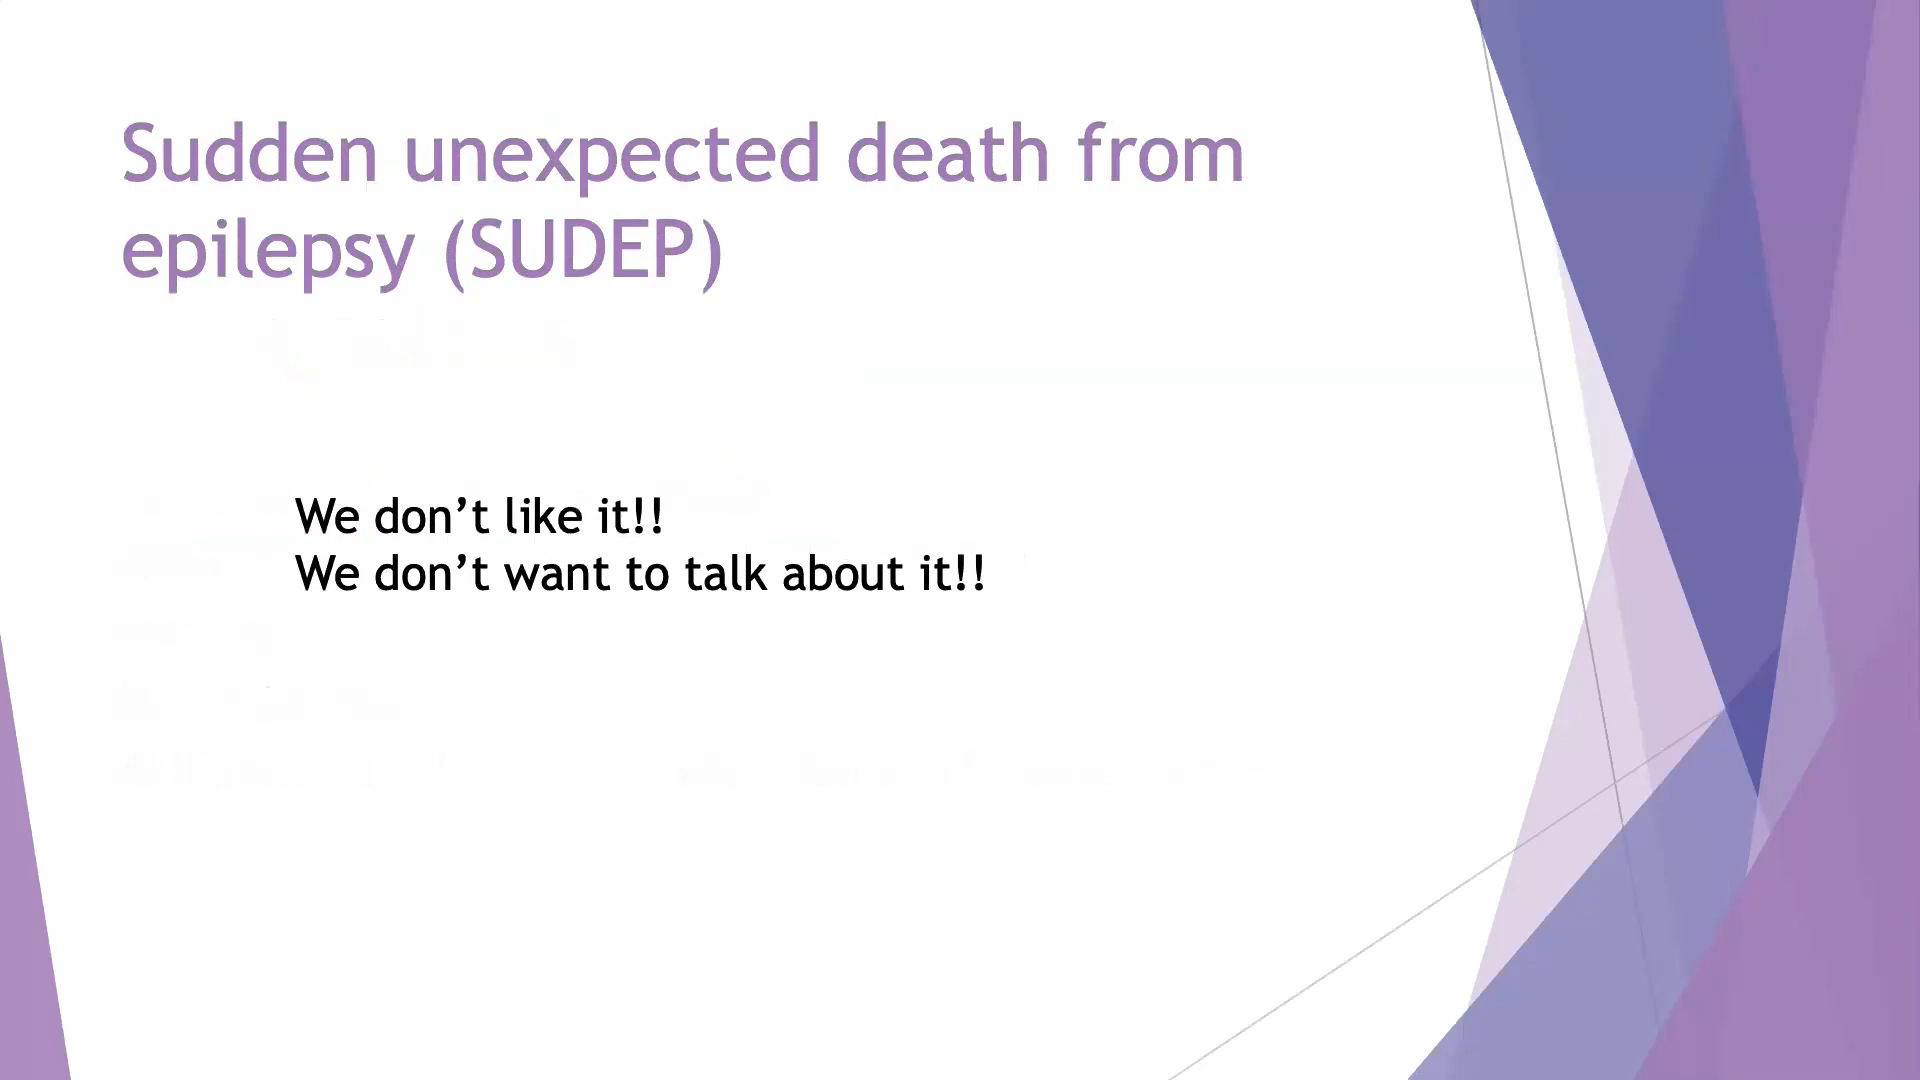 Sudden unexpected death from
epilepsy (SUDEP)
We don’t like it!!
We don’t want to talk about it!!